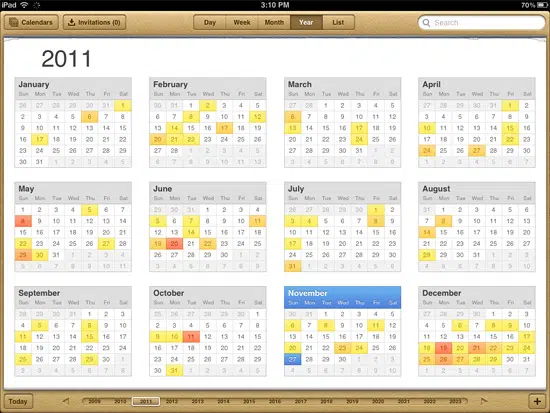 iPad 3:10 PM 70%
Calendars Invitations (0) Day Week Month Year List Search
2011
January
Sun Mon Tue Wed Thu Fri Sat
26 27 28 29 30 31 1
2 3 4 5 6 7 8
9 10 11 12 13 14 15
16 17 18 19 20 21 22
23 24 25 26 27 28 29
30 31 1 2 3 4 5
February
Sun Mon Tue Wed Thu Fri Sat
30 31 1 2 3 4 5
6 7 8 9 10 11 12
13 14 15 16 17 18 19
20 21 22 23 24 25 26
27 28 1 2 3 4 5
6 7 8 9 10 11 12
March
Sun Mon Tue Wed Thu Fri Sat
27 28 1 2 3 4 5
6 7 8 9 10 11 12
13 14 15 16 17 18 19
20 21 22 23 24 25 26
27 28 29 30 31 1 2
3 4 5 6 7 8 9
April
Sun Mon Tue Wed Thu Fri Sat
27 28 29 30 31 1 2
3 4 5 6 7 8 9
10 11 12 13 14 15 16
17 18 19 20 21 22 23
24 25 26 27 28 29 30
1 2 3 4 5 6 7
May
Sun Mon Tue Wed Thu Fri Sat
1 2 3 4 5 6 7
8 9 10 11 12 13 14
15 16 17 18 19 20 21
22 23 24 25 26 27 28
29 30 31 1 2 3 4
5 6 7 8 9 10 11
June
Sun Mon Tue Wed Thu Fri Sat
29 30 31 1 2 3 4
5 6 7 8 9 10 11
12 13 14 15 16 17 18
19 20 21 22 23 24 25
26 27 28 29 30 1 2
3 4 5 6 7 8 9
July
Sun Mon Tue Wed Thu Fri Sat
26 27 28 29 30 1 2
3 4 5 6 7 8 9
10 11 12 13 14 15 16
17 18 19 20 21 22 23
24 25 26 27 28 29 30
31 1 2 3 4 5 6
August
Sun Mon Tue Wed Thu Fri Sat
31 1 2 3 4 5 6
7 8 9 10 11 12 13
14 15 16 17 18 19 20
21 22 23 24 25 26 27
28 29 30 31 1 2 3
4 5 6 7 8 9 10
September
Sun Mon Tue Wed Thu Fri Sat
28 29 30 31 1 2 3
4 5 6 7 8 9 10
11 12 13 14 15 16 17
18 19 20 21 22 23 24
25 26 27 28 29 30 1
2 3 4 5 6 7 8
October
Sun Mon Tue Wed Thu Fri Sat
25 26 27 28 29 30 1
2 3 4 5 6 7 8
9 10 11 12 13 14 15
16 17 18 19 20 21 22
23 24 25 26 27 28 29
30 31 1 2 3 4 5
November
Sun Mon Tue Wed Thu Fri Sat
30 31 1 2 3 4 5
6 7 8 9 10 11 12
13 14 15 16 17 18 19
20 21 22 23 24 25 26
27 28 29 30 1 2 3
4 5 6 7 8 9 10
December
Sun Mon Tue Wed Thu Fri Sat
27 28 29 30 1 2 3
4 5 6 7 8 9 10
11 12 13 14 15 16 17
18 19 20 21 22 23 24
25 26 27 28 29 30 31
1 2 3 4 5 6 7
Today 2009 2010 2011 2012 2013 2014 2015 2016 2017 2018 2019 2020 2021 2022 2023 +